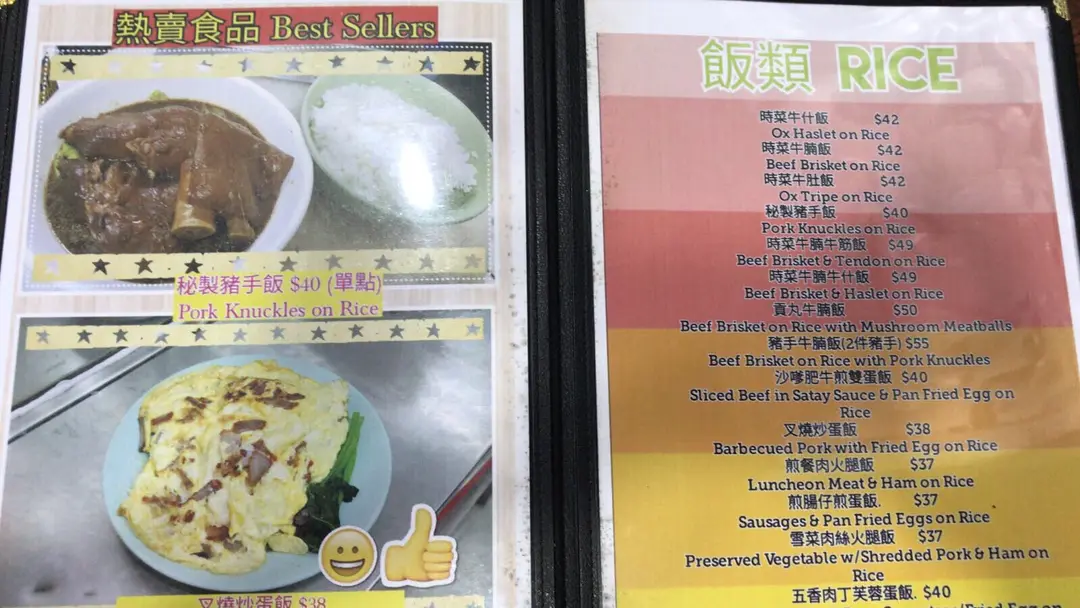 熱賣食品 Best Sellers
秘製豬手飯 $40 (單點)
Pork Knuckles on Rice
叉燒炒蛋飯 $38
飯類 RICE
時菜牛什飯 $42
Ox Haslet on Rice
時菜牛腩飯 $42
Beef Brisket on Rice
時菜牛肚飯 $42
Ox Tripe on Rice
秘製豬手飯 $40
Pork Knuckles on Rice
時菜牛腩牛筋飯 $49
Beef Brisket & Tendon on Rice
時菜牛腩牛什飯 $49
Beef Brisket & Haslet on Rice
貢丸牛腩飯 $50
Beef Brisket on Rice with Mushroom Meatballs
豬手牛腩飯(2件豬手) $55
Beef Brisket on Rice with Pork Knuckles
沙嗲肥牛煎雙蛋飯 $40
Sliced Beef in Satay Sauce & Pan Fried Egg on
Rice
叉燒炒蛋飯 $38
Barbecued Pork with Fried Egg on Rice
煎餐肉火腿飯 $37
Luncheon Meat & Ham on Rice
煎腸仔煎蛋飯. $37
Sausages & Pan Fried Eggs on Rice
雪菜肉絲火腿飯 $37
Preserved Vegetable w/Shredded Pork & Ham on
Rice
五香肉丁芙蓉蛋飯. $40